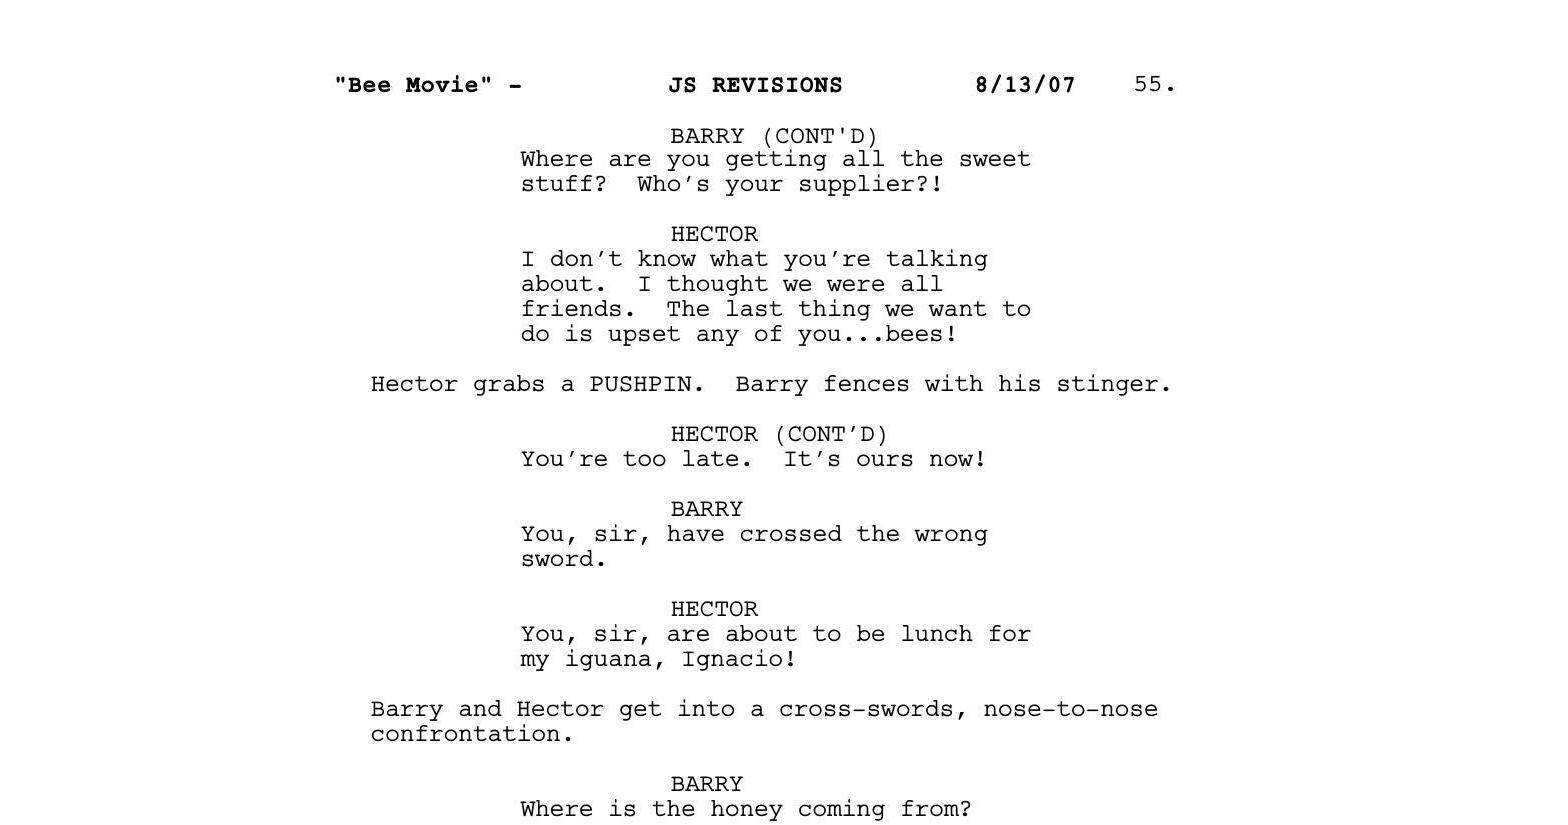 "Bee Movie" - JS REVISIONS 8/13/07 55.
BARRY (CONT'D)
Where are you getting all the sweet
stuff?  Who’s your supplier?!
HECTOR
I don’t know what you’re talking
about.  I thought we were all
friends.  The last thing we want to
do is upset any of you...bees!
Hector grabs a PUSHPIN.  Barry fences with his stinger.
HECTOR (CONT’D)
You’re too late.  It’s ours now!
BARRY
You, sir, have crossed the wrong
sword.
HECTOR
You, sir, are about to be lunch for
my iguana, Ignacio!
Barry and Hector get into a cross-swords, nose-to-nose
confrontation.
BARRY
Where is the honey coming from?